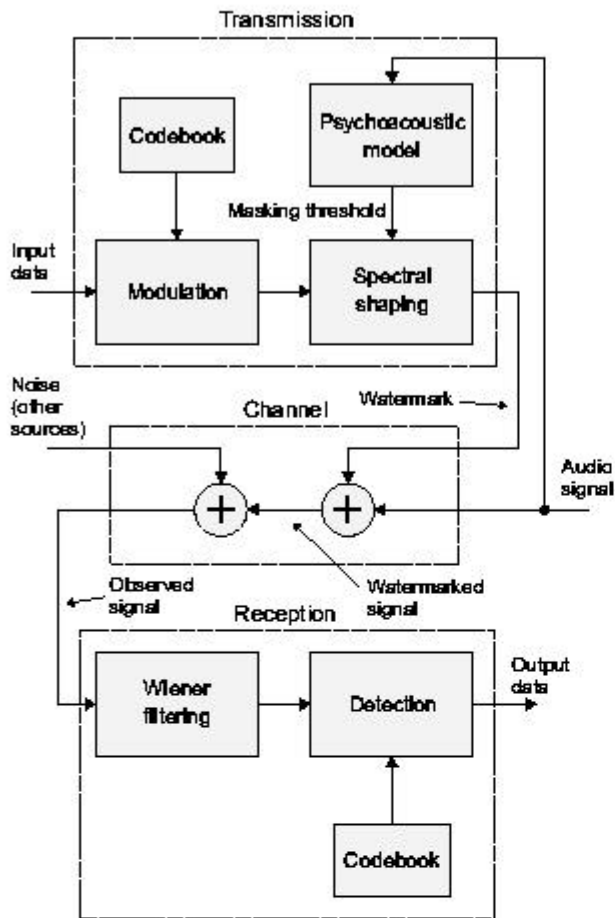 Transmission
Codebook
Psychoacoustic
model
Masking threshold
Input
data
Modulation
Spectral
shaping
Noise
(other
sources)
Channel
Watermark
Audio
signal
Observed
signal
Watermarked
signal
Reception
Wiener
filtering
Detection
Output
data
Codebook